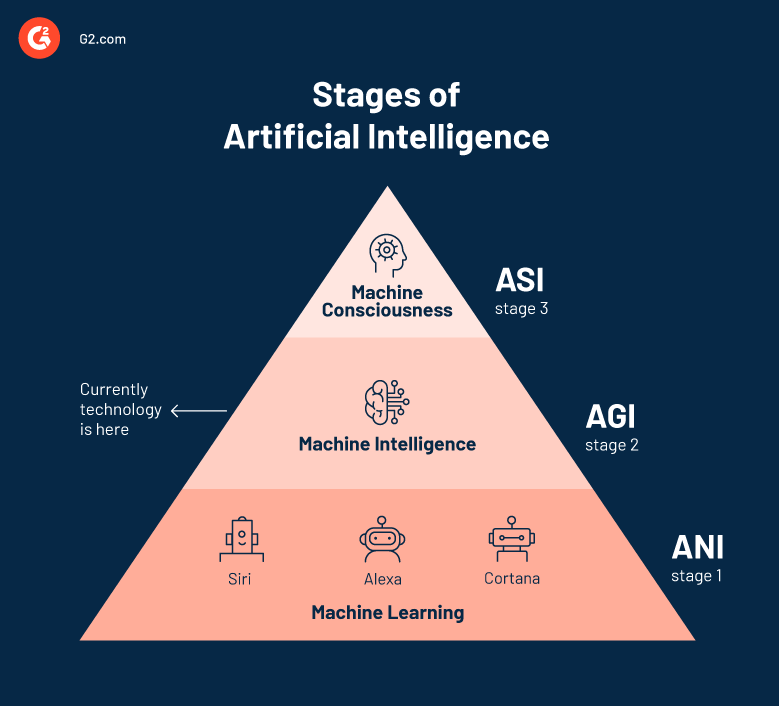 G2.com
Stages of
Artificial Intelligence
Machine
Consciousness
ASI
stage 3
Currently
technology
is here
Machine Intelligence
AGI
stage 2
Siri
Alexa
Cortana
Machine Learning
ANI
stage 1